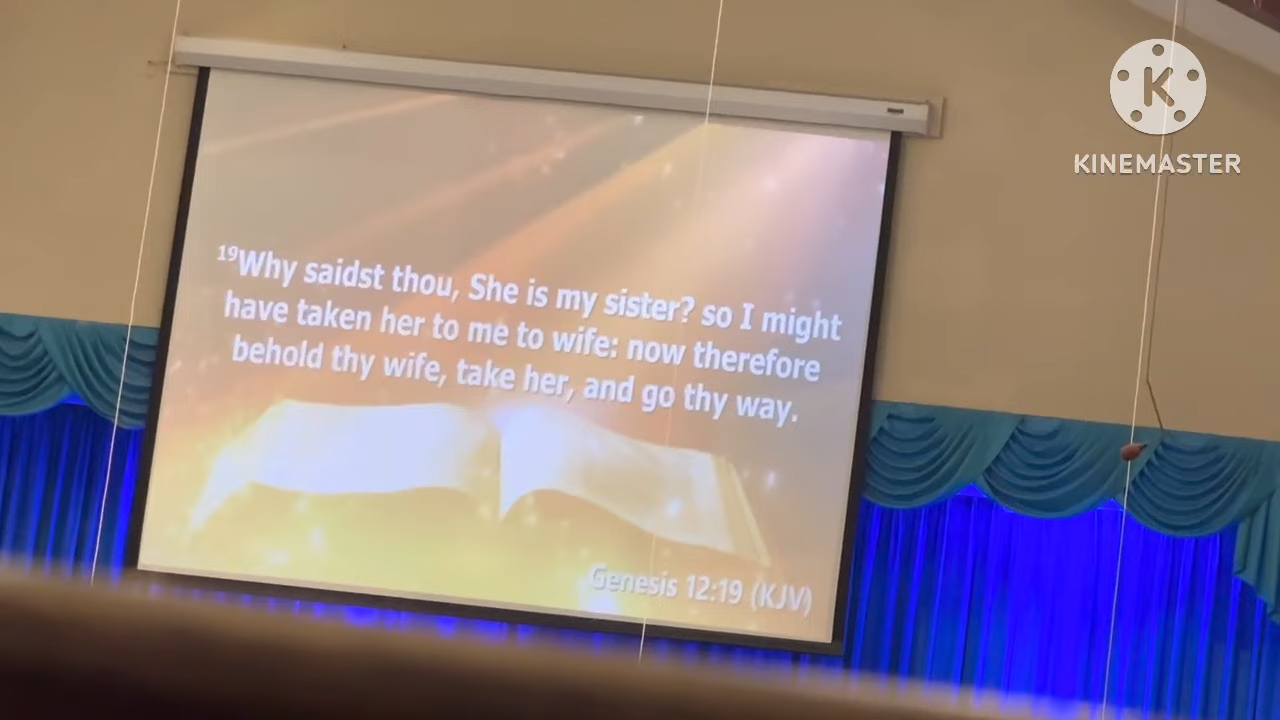 K
KINEMASTER
19Why saidst thou, She is my sister? so I might
have taken her to me to wife: now therefore
behold thy wife, take her, and go thy way.
Genesis 12:19 (KJV)